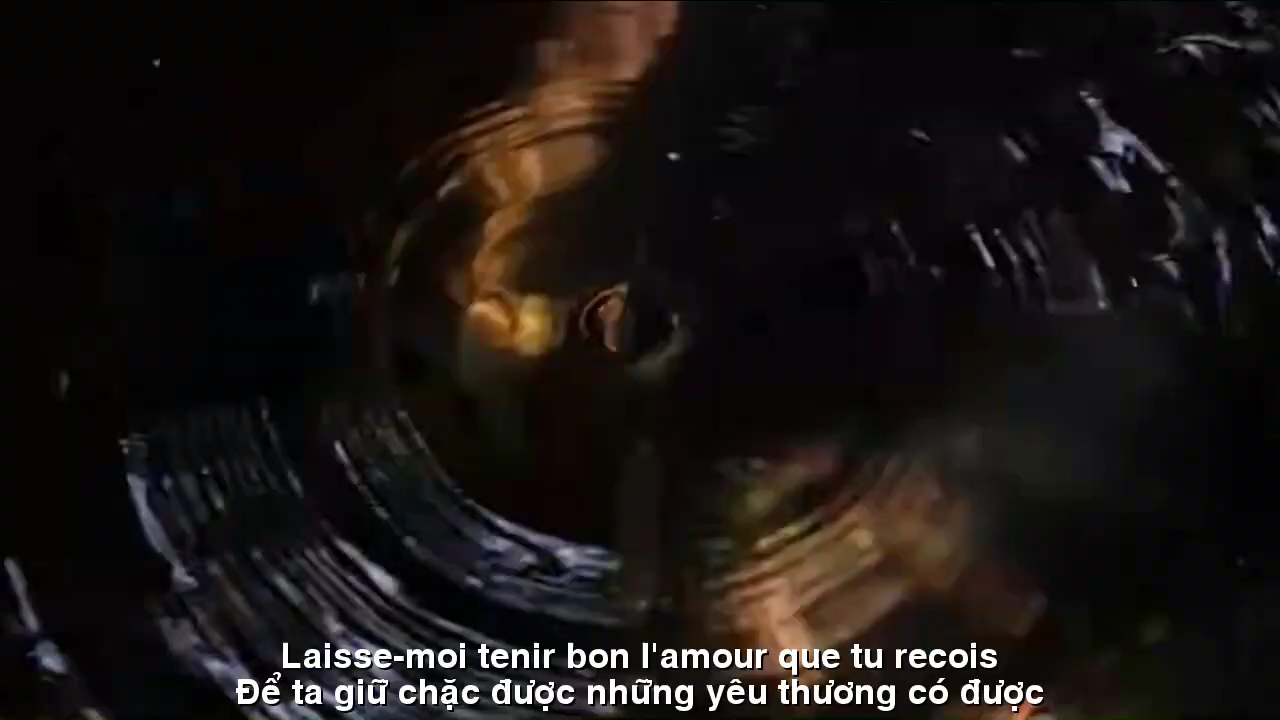 Laisse-moi tenir bon l'amour que tu recois
Để ta giữ chặc được những yêu thương có được